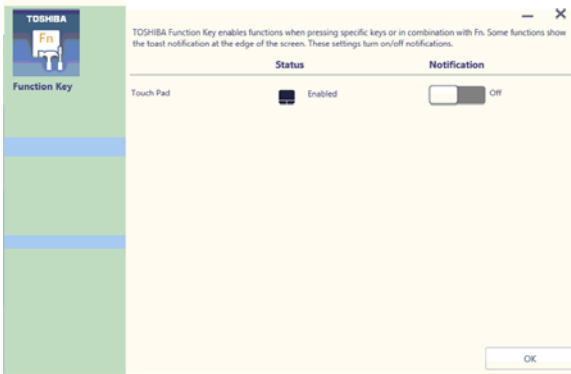 TOSHIBA
Fn
Function Key
TOSHIBA Function Key enables functions when pressing specific keys or in combination with Fn. Some functions show
the toast notification at the edge of the screen. These settings turn on/off notifications.
Status Notification
Touch Pad Enabled Off
OK